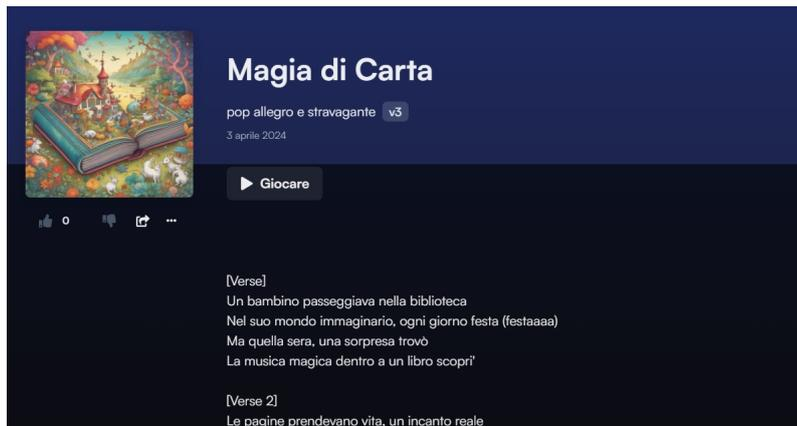 Magia di Carta
pop allegro e stravagante v3
3 aprile 2024
Giocare
0
[Verse]
Un bambino passeggiava nella biblioteca
Nel suo mondo immaginario, ogni giorno festa (festaaaa)
Ma quella sera, una sorpresa trovò
La musica magica dentro a un libro scopri'
[Verse 2]
Le pagine prendevano vita, un incanto reale